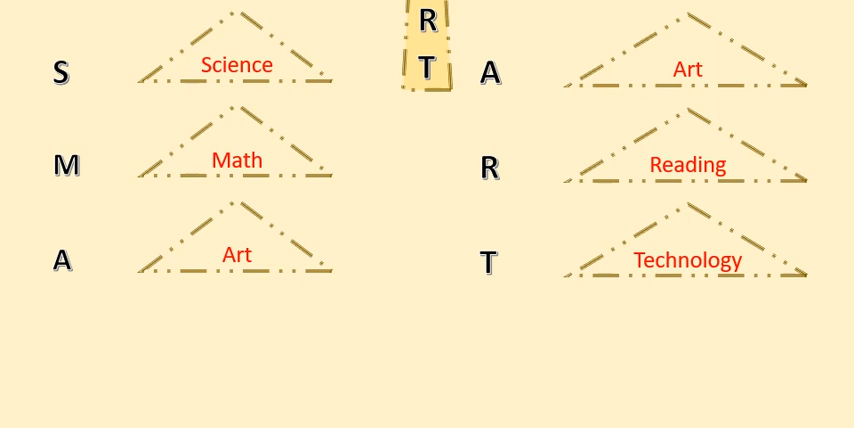 R
T
S Science
M Math
A Art
A Art
R Reading
T Technology